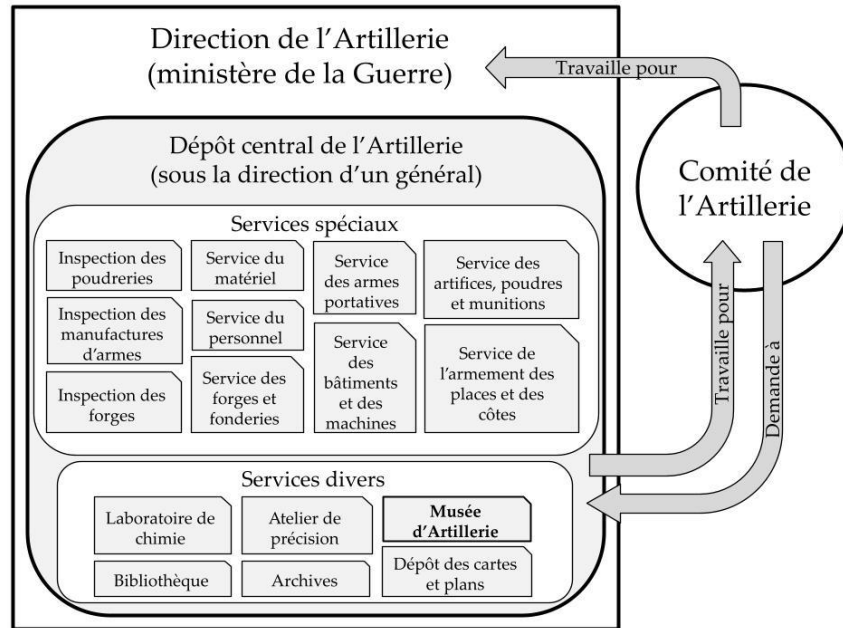 Direction de l'Artillerie
(ministère de la Guerre)
Travaille pour
Comité de
l'Artillerie
Dépôt central de l'Artillerie
(sous la direction d'un général)
Services spéciaux
Inspection des
poudreries
Service du
matériel
Service
des armes
portatives
Service des
artifices, poudres
et munitions
Inspection des
manufactures
d'armes
Service du
personnel
Service
des
bâtiments
et des
machines
Service de
l'armement des
places et des
côtes
Inspection des
forges
Service des
forges et
fonderies
Travaille pour
Demande à
Services divers
Laboratoire de
chimie
Atelier de
précision
Musée
d'Artillerie
Bibliothèque
Archives
Dépôt des cartes
et plans